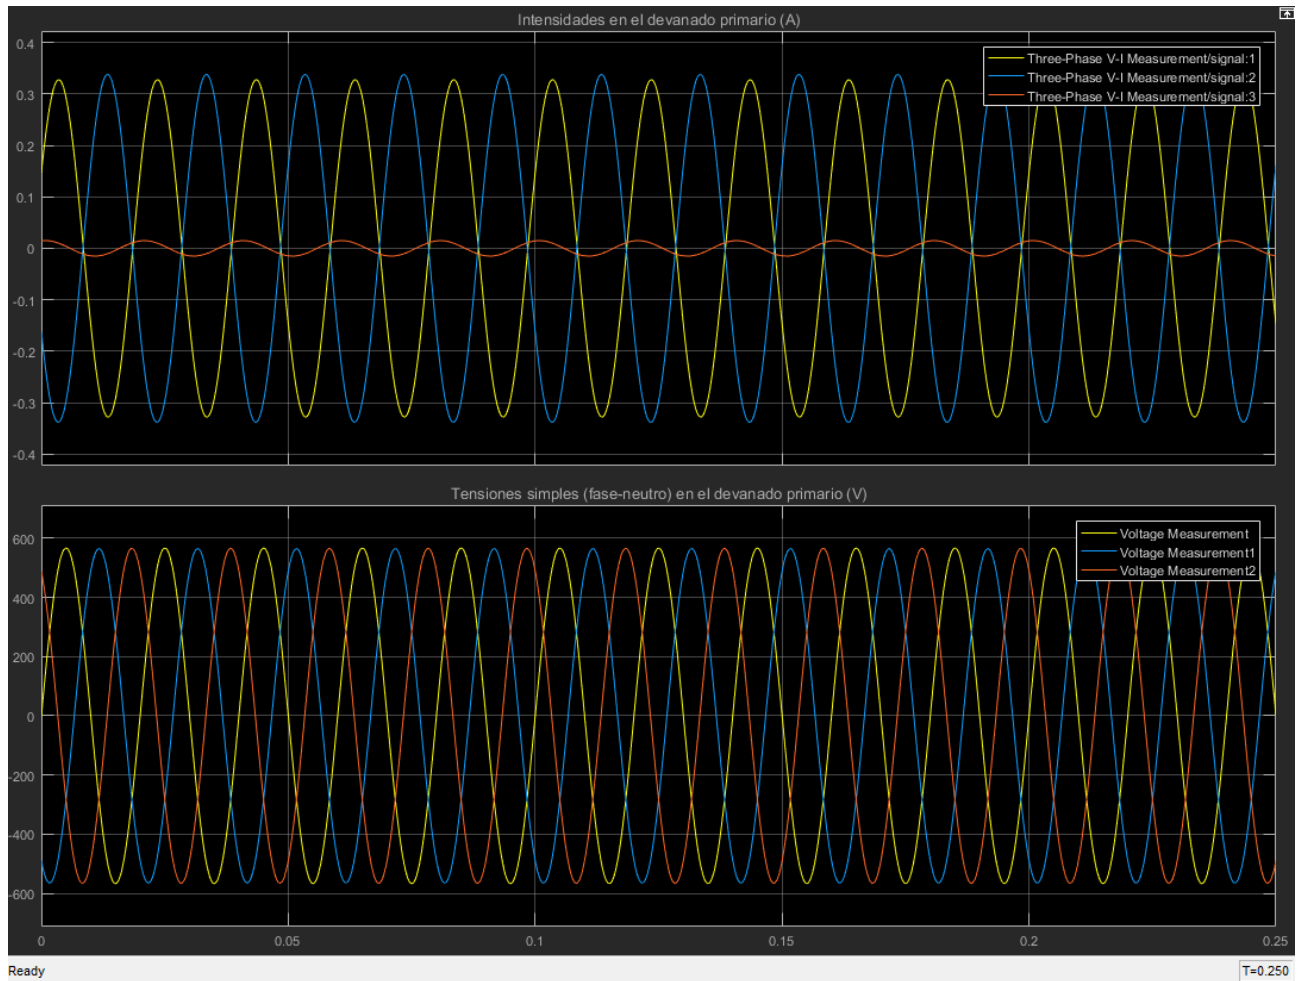 Intensidades en el devanado primario (A)
0.4
0.3
0.2
0.1
0
-0.1
-0.2
-0.3
-0.4
Three-Phase V-I Measurement/signal:1
Three-Phase V-I Measurement/signal:2
Three-Phase V-I Measurement/signal:3
Tensiones simples (fase-neutro) en el devanado primario (V)
600
400
200
0
-200
-400
-600
Voltage Measurement
Voltage Measurement1
Voltage Measurement2
0 0.05 0.1 0.15 0.2 0.25
Ready T=0.250